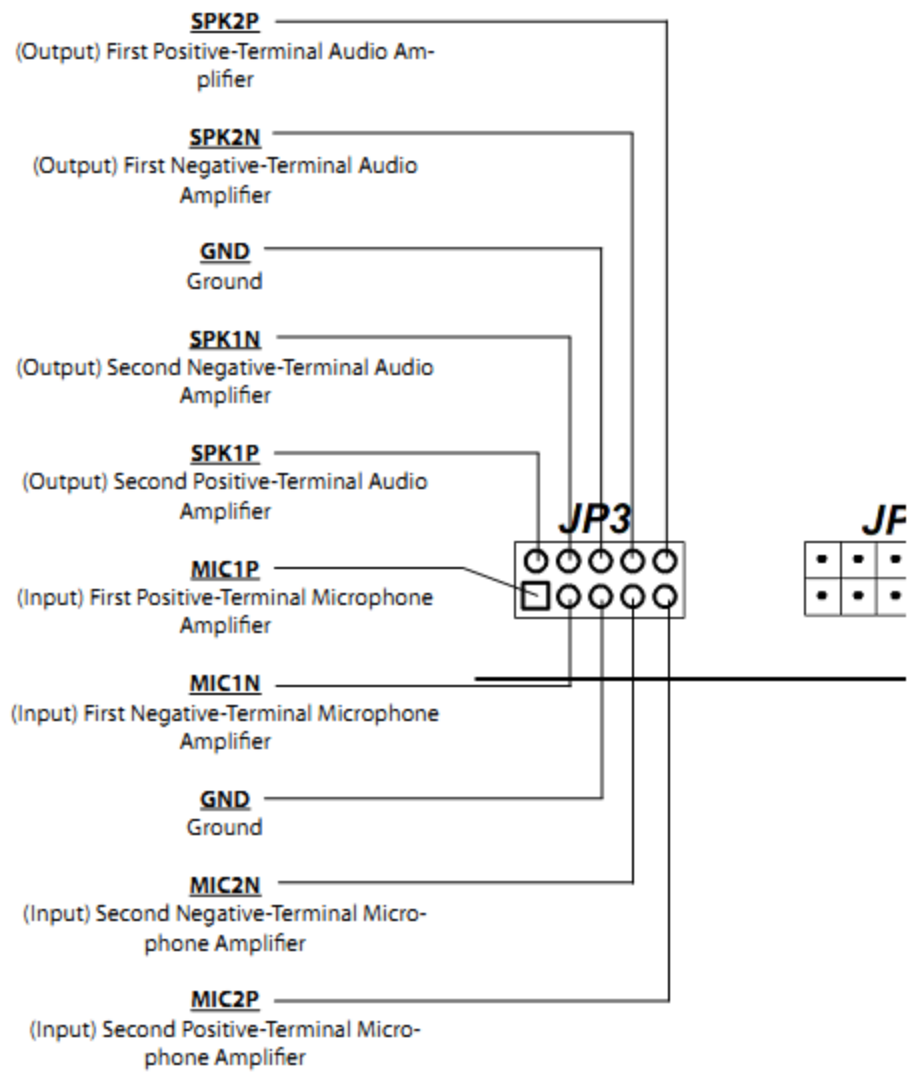 SPK2P
(Output) First Positive-Terminal Audio Am-
plifier
SPK2N
(Output) First Negative-Terminal Audio
Amplifier
GND
Ground
SPK1N
(Output) Second Negative-Terminal Audio
Amplifier
SPK1P
(Output) Second Positive-Terminal Audio
Amplifier
JP3
JP
MIC1P
(Input) First Positive-Terminal Microphone
Amplifier
MIC1N
(Input) First Negative-Terminal Microphone
Amplifier
GND
Ground
MIC2N
(Input) Second Negative-Terminal Micro-
phone Amplifier
MIC2P
(Input) Second Positive-Terminal Micro-
phone Amplifier